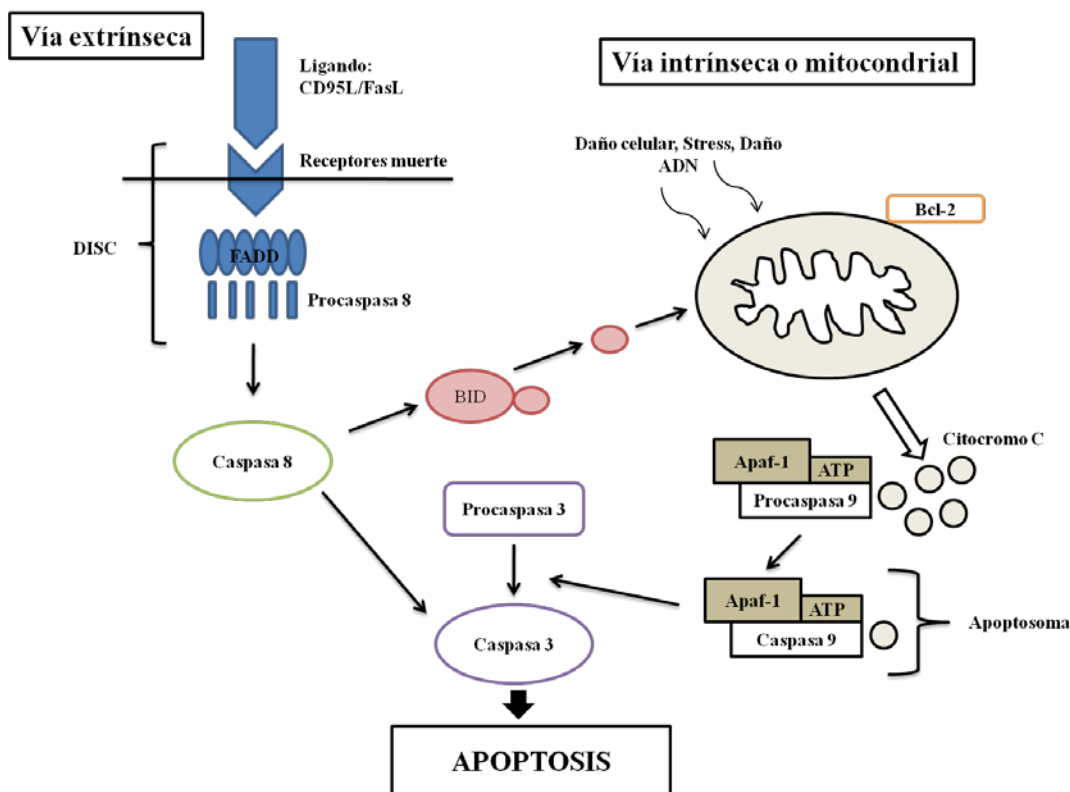 Vía extrínseca
Ligando:
CD95L/FasL
Receptores muerte
DISC
FADD
Procaspasa 8
Caspasa 8
BID
Vía intrínseca o mitocondrial
Daño celular, Stress, Daño
ADN
Bcl-2
Citocromo C
Apaf-1
ATP
Procaspasa 9
Procaspasa 3
Apaf-1
ATP
Caspasa 9
Apoptosoma
Caspasa 3
APOPTOSIS